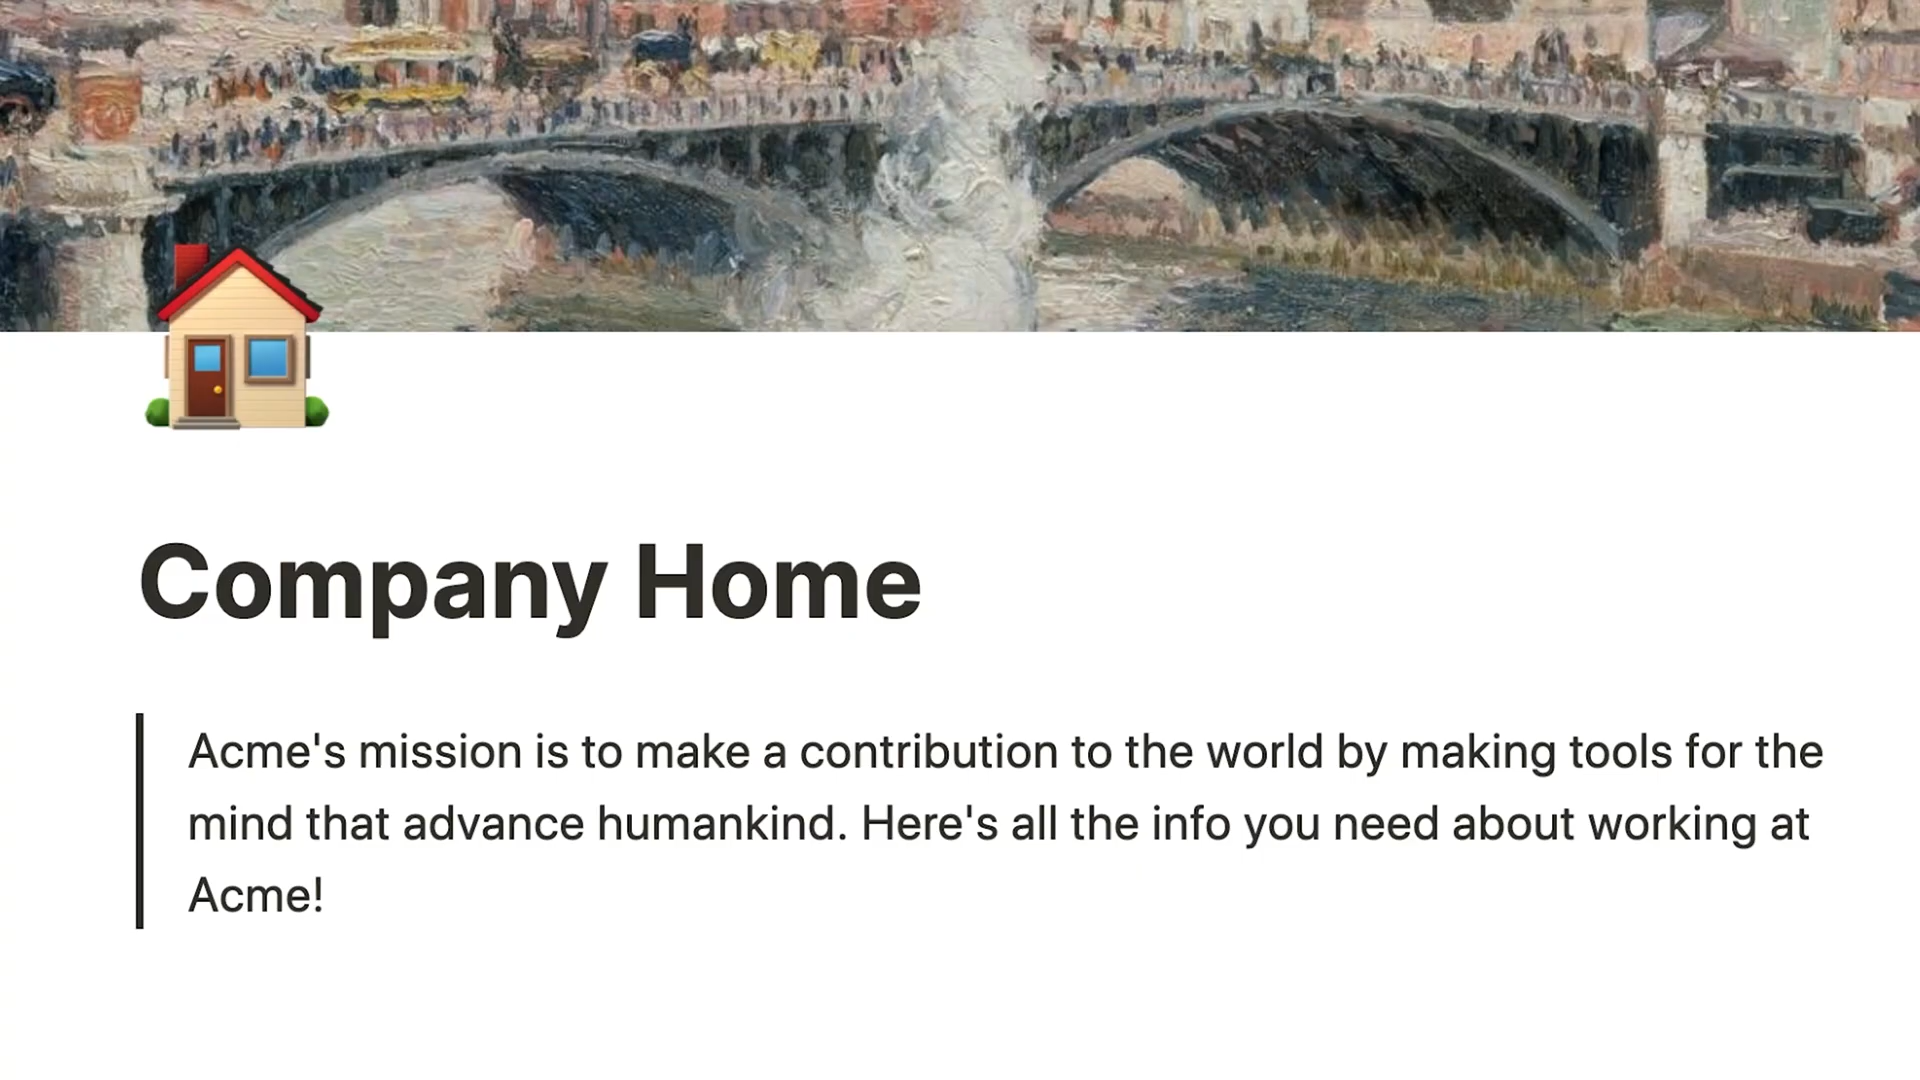 Company Home
Acme's mission is to make a contribution to the world by making tools for the
mind that advance humankind. Here's all the info you need about working at
Acme!